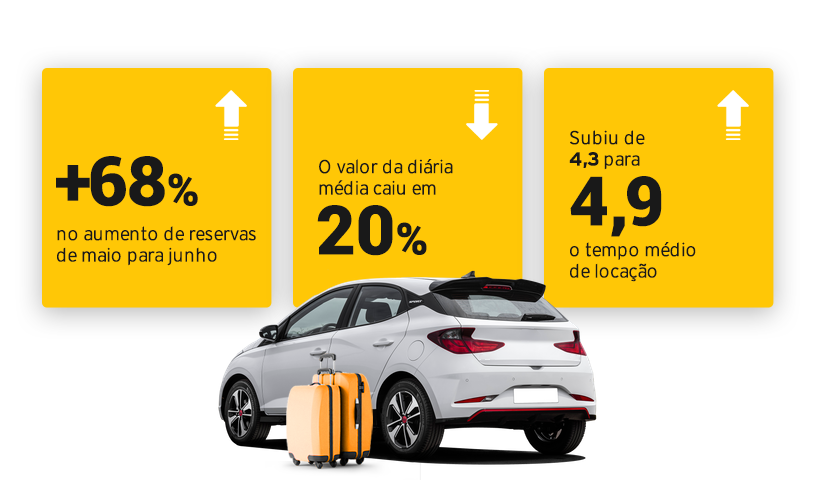 +68%
no aumento de reservas
de maio para junho
O valor da diária
média caiu em
20%
Subiu de
4,3 para
4,9
o tempo médio
de locação